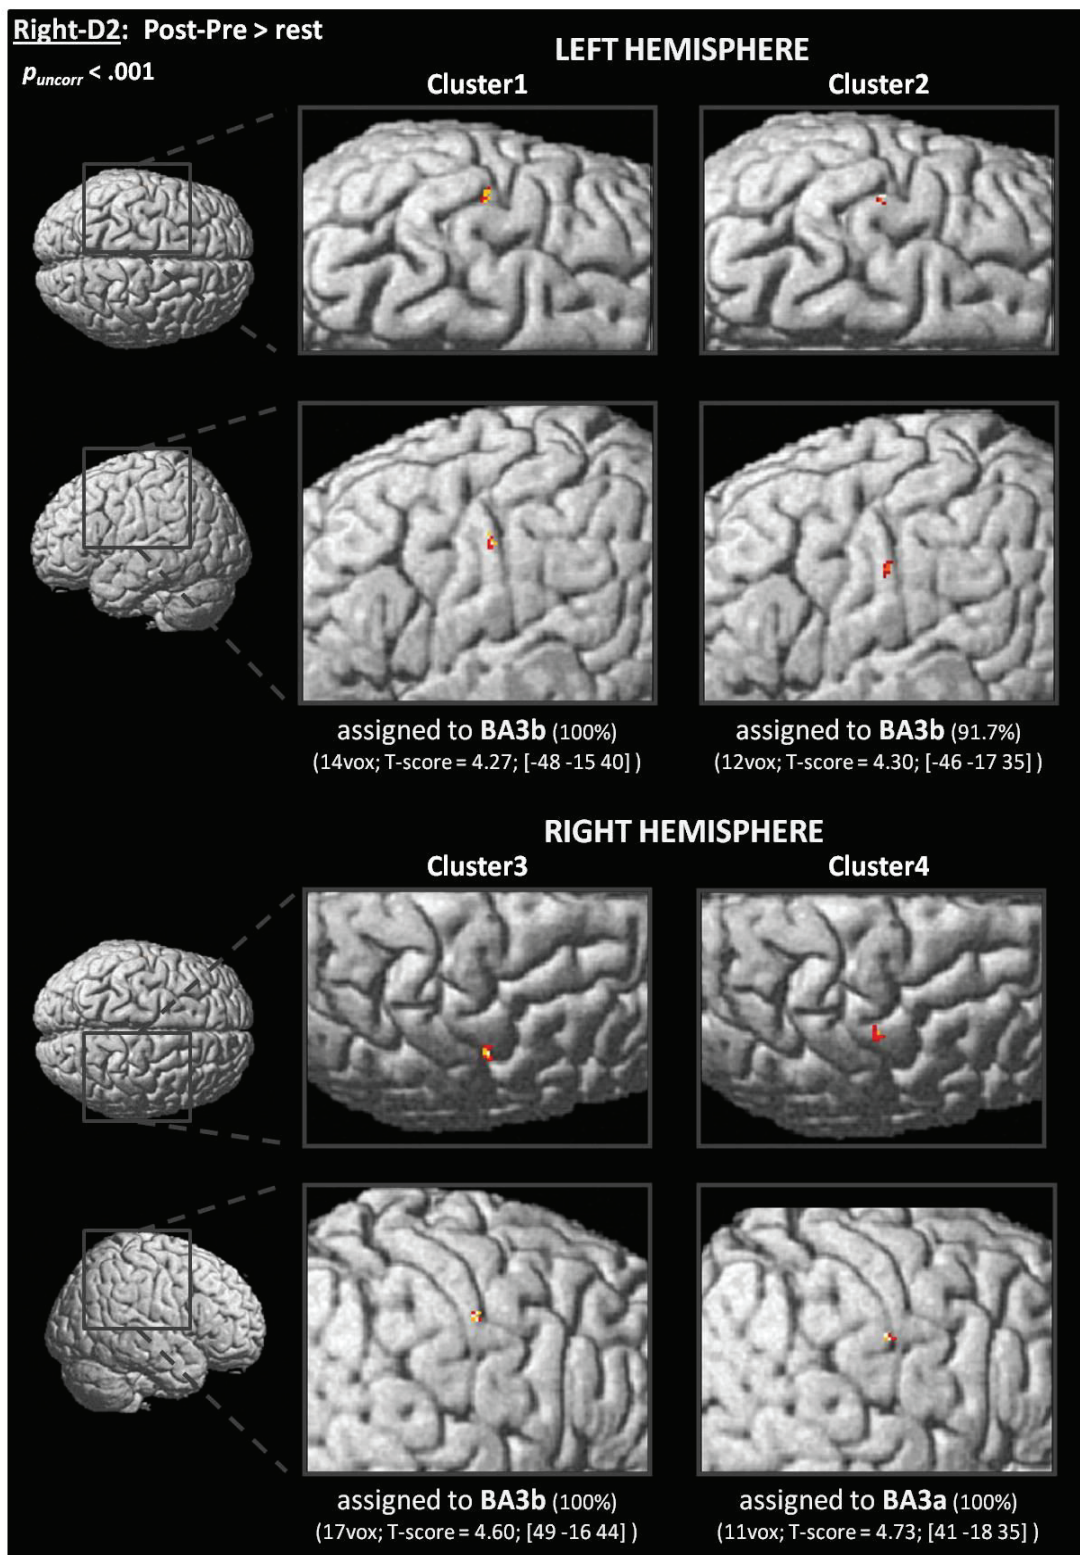 Right-D2: Post-Pre > rest
p_uncorr < .001
LEFT HEMISPHERE
Cluster1
Cluster2
assigned to BA3b (100%)
(14vox; T-score = 4.27; [-48 -15 40] )
assigned to BA3b (91.7%)
(12vox; T-score = 4.30; [-46 -17 35] )
RIGHT HEMISPHERE
Cluster3
Cluster4
assigned to BA3b (100%)
(17vox; T-score = 4.60; [49 -16 44] )
assigned to BA3a (100%)
(11vox; T-score = 4.73; [41 -18 35] )